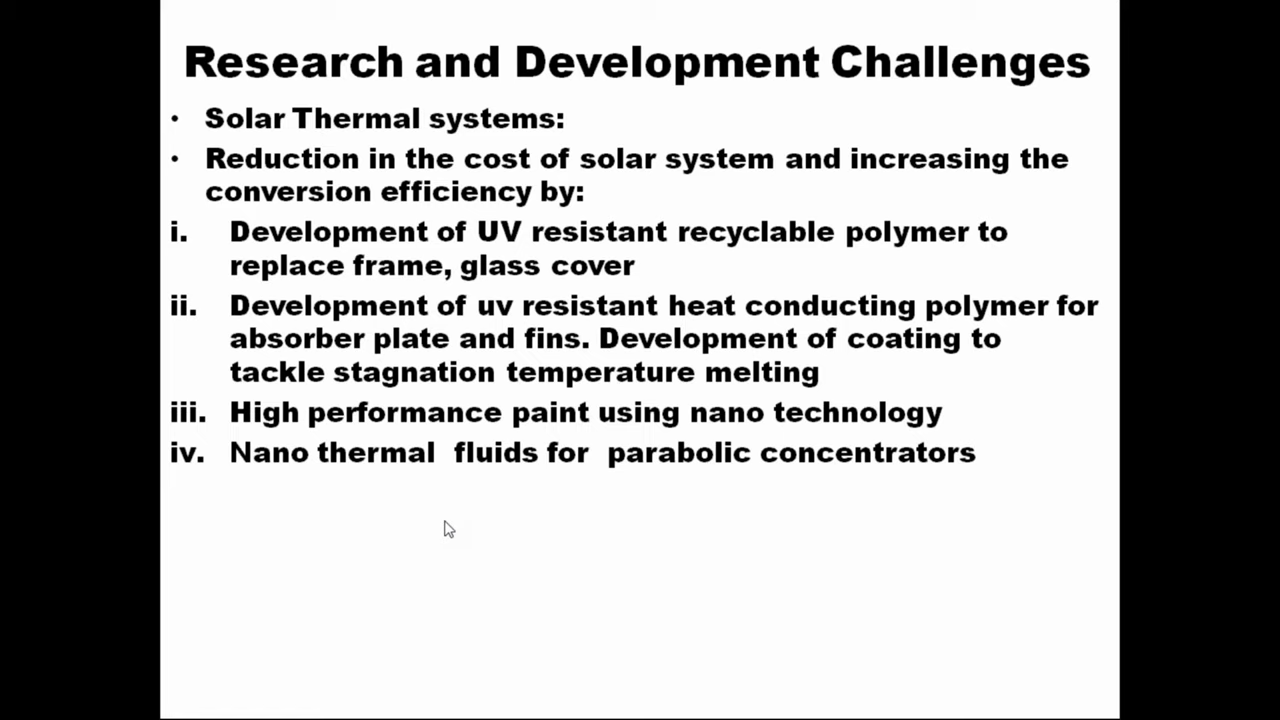 Research and Development Challenges
• Solar Thermal systems:
• Reduction in the cost of solar system and increasing the
conversion efficiency by:
i. Development of UV resistant recyclable polymer to
replace frame, glass cover
ii. Development of uv resistant heat conducting polymer for
absorber plate and fins. Development of coating to
tackle stagnation temperature melting
iii. High performance paint using nano technology
iv. Nano thermal fluids for parabolic concentrators